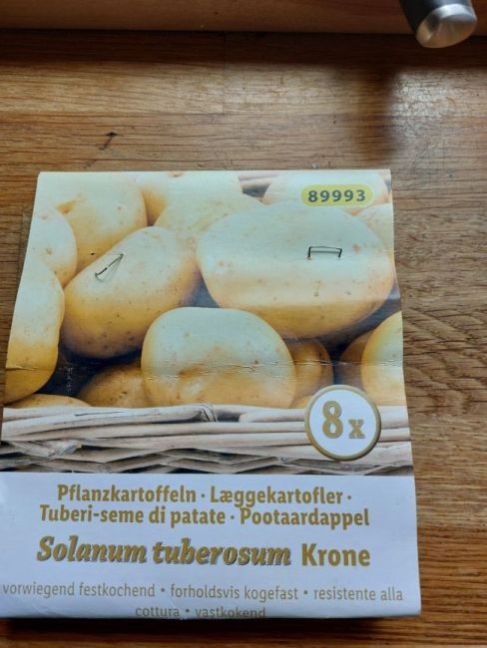 89993
8x
Pflanzkartoffeln · Læggekartofler ·
Tuberi-seme di patate · Pootaardappel
Solanum tuberosum Krone
vorwiegend festkochend • forholdsvis kogefast • resistente alla
cottura • vastkokend